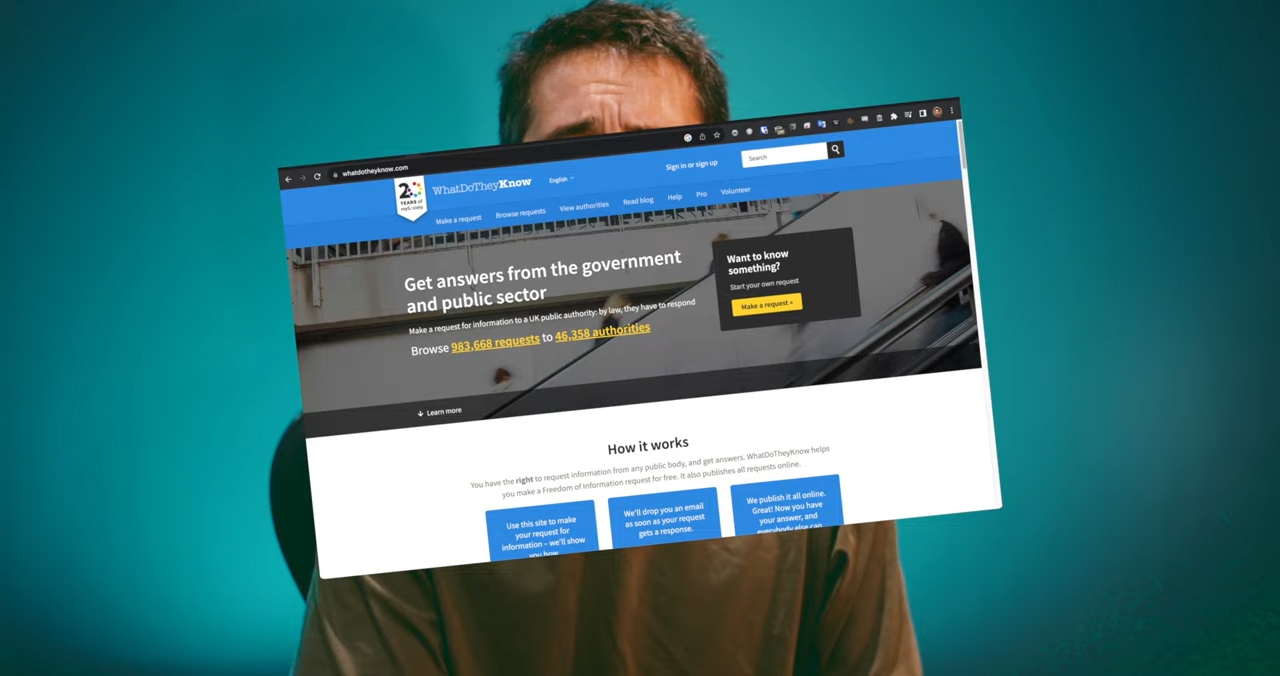 whatdotheyknow.com
20
YEARS of
mySociety
WhatDoTheyKnow
English
Sign in or sign up
Search
Make a request
Browse requests
View authorities
Read blog
Help
Pro
Volunteer
Get answers from the government
and public sector
Make a request for information to a UK public authority: by law, they have to respond
Browse 983,668 requests to 46,358 authorities
Want to know
something?
Start your own request
Make a request »
Learn more
How it works
You have the right to request information from any public body, and get answers. WhatDoTheyKnow helps
you make a Freedom of Information request for free. It also publishes all requests online.
Use this site to make
your request for
information – we'll show
you how
We'll drop you an email
as soon as your request
gets a response.
We publish it all online.
Great! Now you have
your answer, and
everybody else can